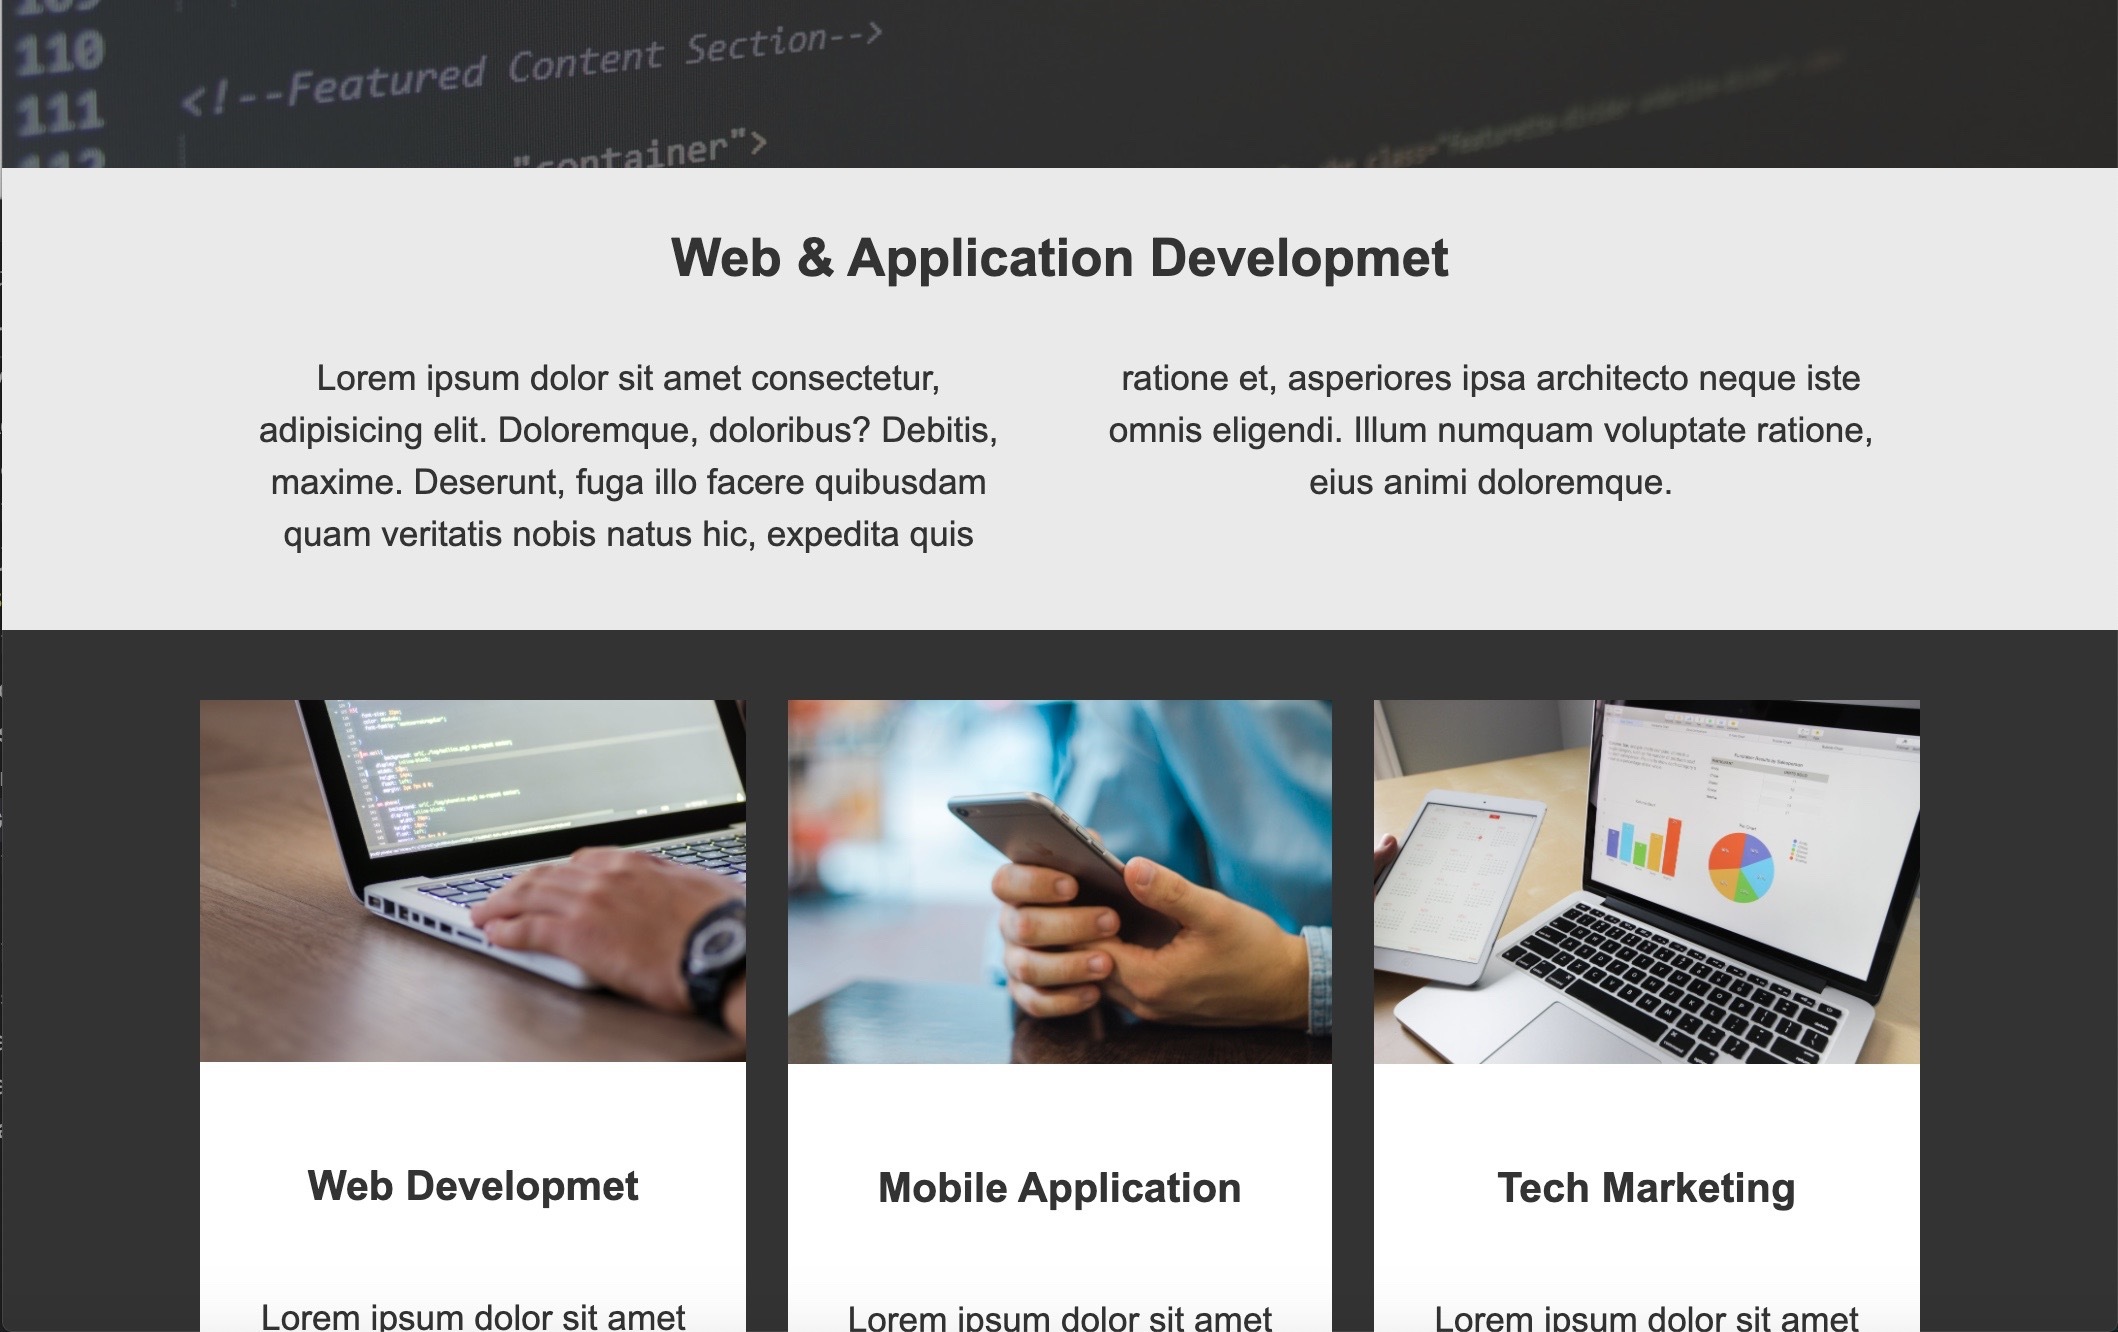 110
<!--Featured Content Section-->
111
"container">
Web & Application Developmet
Lorem ipsum dolor sit amet consectetur,
adipisicing elit. Doloremque, doloribus? Debitis,
maxime. Deserunt, fuga illo facere quibusdam
quam veritatis nobis natus hic, expedita quis
ratione et, asperiores ipsa architecto neque iste
omnis eligendi. Illum numquam voluptate ratione,
eius animi doloremque.
Web Developmet
Mobile Application
Tech Marketing
Lorem ipsum dolor sit amet
Lorem ipsum dolor sit amet
Lorem ipsum dolor sit amet